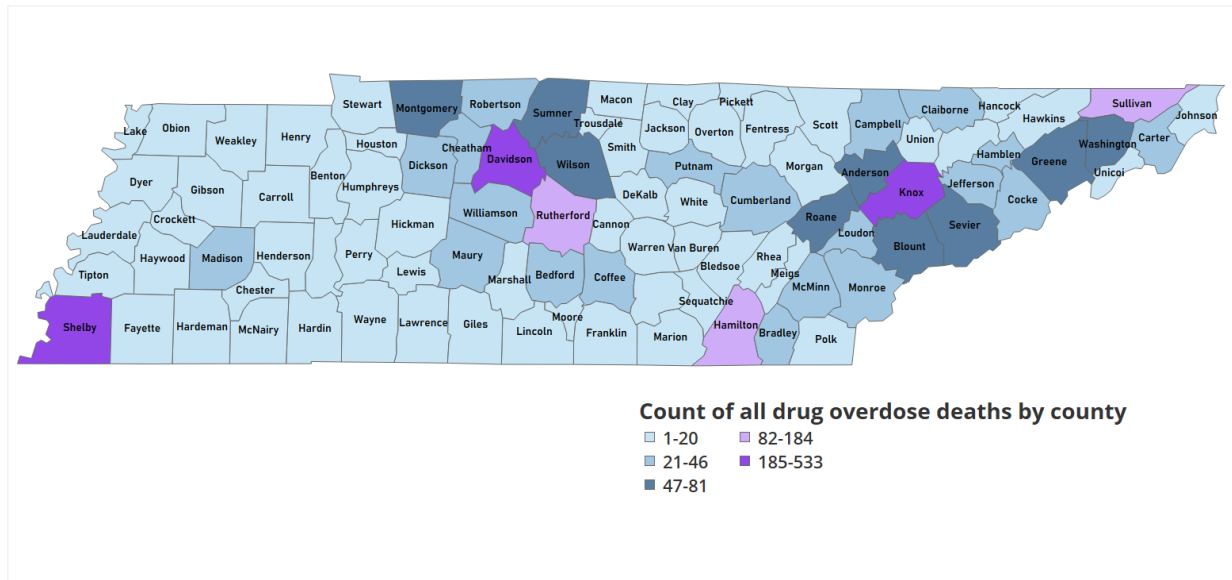 Stewart
Montgomery
Robertson
Sumner
Macon
Trousdale
Clay
Pickett
Jackson
Overton
Fentress
Scott
Campbell
Claiborne
Hancock
Hawkins
Sullivan
Johnson
Lake
Obion
Weakley
Henry
Houston
Cheatham
Dickson
Davidson
Wilson
Smith
Putnam
Morgan
Anderson
Union
Hamblen
Greene
Washington
Carter
Unicoi
Dyer
Gibson
Carroll
Benton
Humphreys
Williamson
Rutherford
DeKalb
White
Cumberland
Roane
Knox
Jefferson
Cocke
Crockett
Lauderdale
Haywood
Madison
Henderson
Perry
Hickman
Lewis
Maury
Marshall
Bedford
Cannon
Coffee
Warren
Van Buren
Bledsoe
Rhea
Meigs
Loudon
Blount
Sevier
Tipton
Chester
Sequatchie
McMinn
Monroe
Shelby
Fayette
Hardeman
McNairy
Hardin
Wayne
Lawrence
Giles
Lincoln
Moore
Franklin
Marion
Hamilton
Bradley
Polk
Count of all drug overdose deaths by county
1-20
82-184
21-46
185-533
47-81